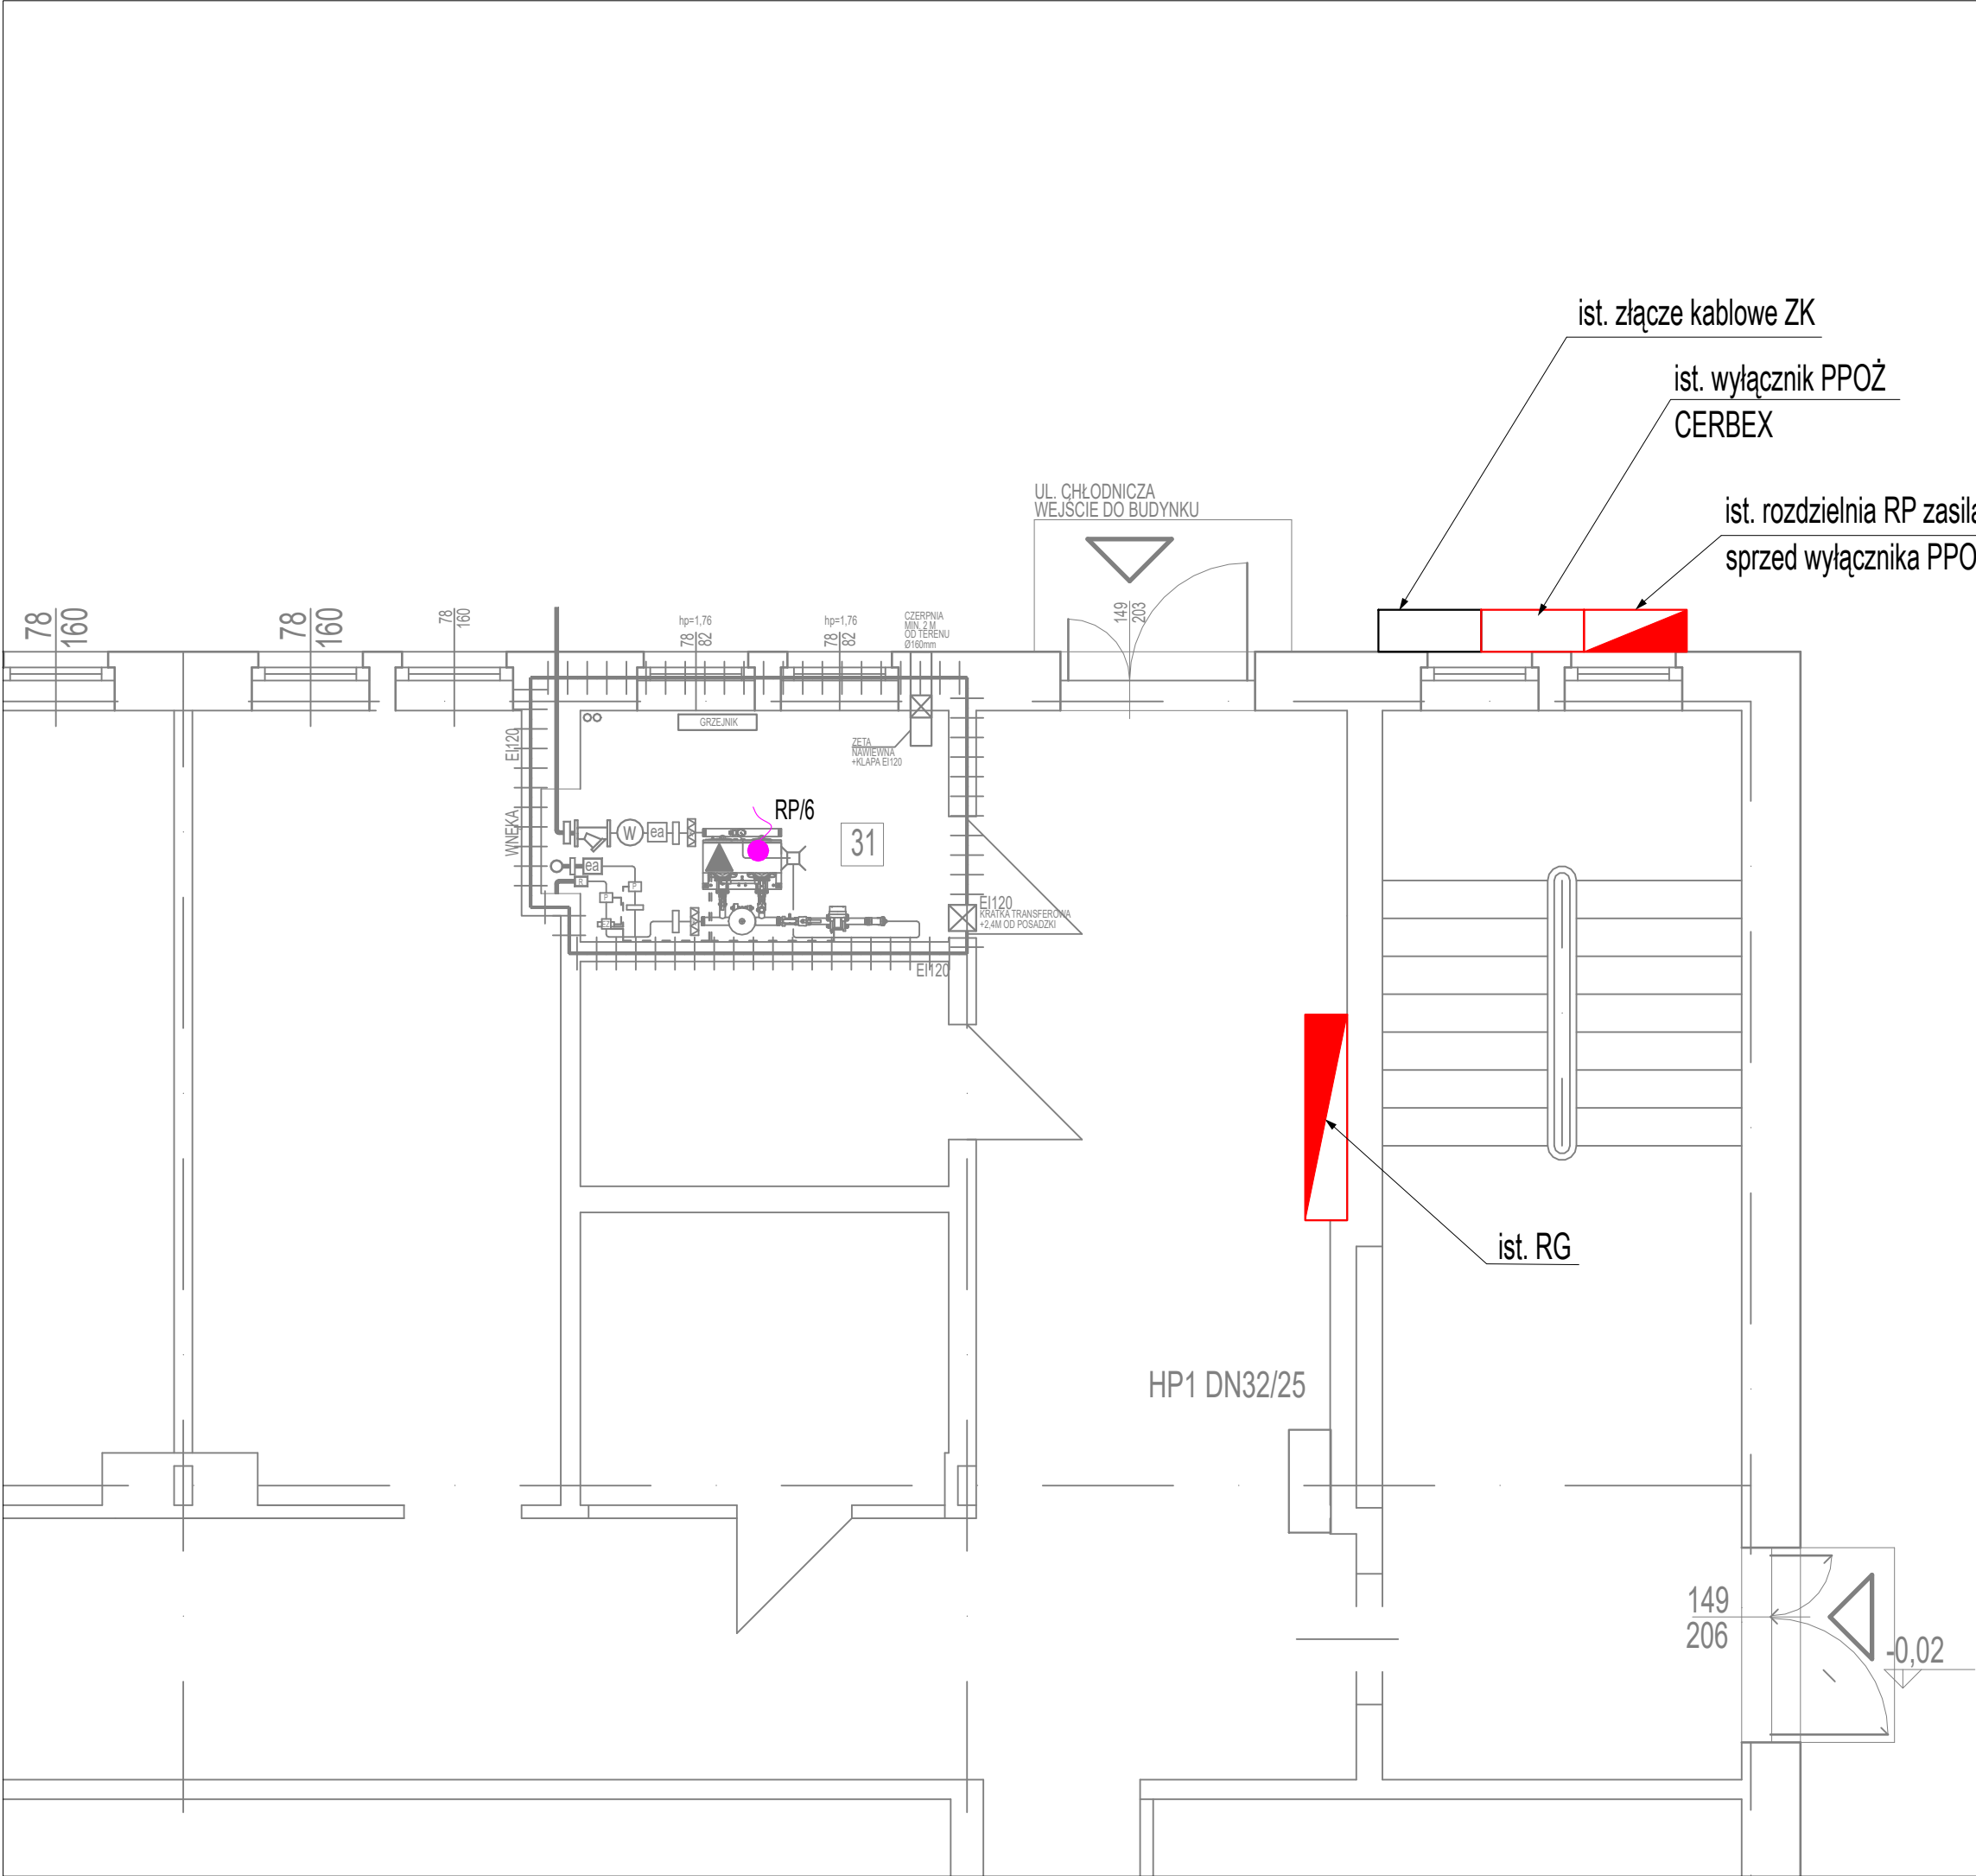 ist. złącze kablowe ZK
ist. wyłącznik PPOŻ
CERBEX
ist. rozdzielnia RP zasila
sprzed wyłącznika PPO
UL. CHŁODNICZA
WEJŚCIE DO BUDYNKU
149
203
78
160
78
160
78
160
hp=1,76
78
82
hp=1,76
78
82
CZERPNIA
MIN. 2 M
OD TERENU
Ø160mm
GRZEJNIK
EI120
ZETA
NAWIEWNA
+KLAPA EI120
WNĘKA
RP/6
W
ea
31
ea
R
P
P
EI120
KRATKA TRANSFEROWA
+2,4M OD POSADZKI
EI120
ist. RG
HP1 DN32/25
149
206
-0,02